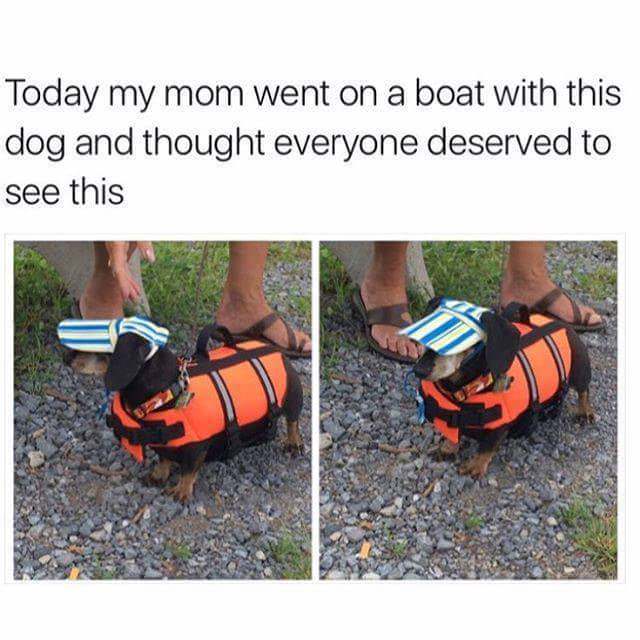 Today my mom went on a boat with this
dog and thought everyone deserved to
see this